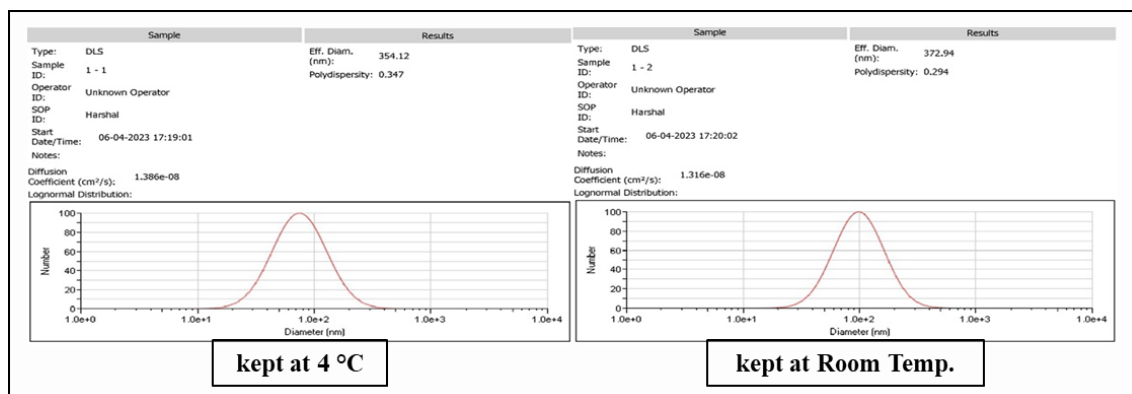 Sample Results
Type: DLS
Eff. Diam. (nm): 354.12
Sample ID: 1 - 1
Polydispersity: 0.347
Operator ID: Unknown Operator
SOP ID: Harshal
Start Date/Time: 06-04-2023 17:19:01
Notes:
Diffusion Coefficient (cm²/s): 1.386e-08
Lognormal Distribution:
100
80
60
40
20
0
Number
1.0e+0 1.0e+1 1.0e+2 1.0e+3 1.0e+4
Diameter (nm)
kept at 4 °C
Sample Results
Type: DLS
Eff. Diam. (nm): 372.94
Sample ID: 1 - 2
Polydispersity: 0.294
Operator ID: Unknown Operator
SOP ID: Harshal
Start Date/Time: 06-04-2023 17:20:02
Notes:
Diffusion Coefficient (cm²/s): 1.316e-08
Lognormal Distribution:
100
80
60
40
20
0
Number
1.0e+0 1.0e+1 1.0e+2 1.0e+3 1.0e+4
Diameter (nm)
kept at Room Temp.